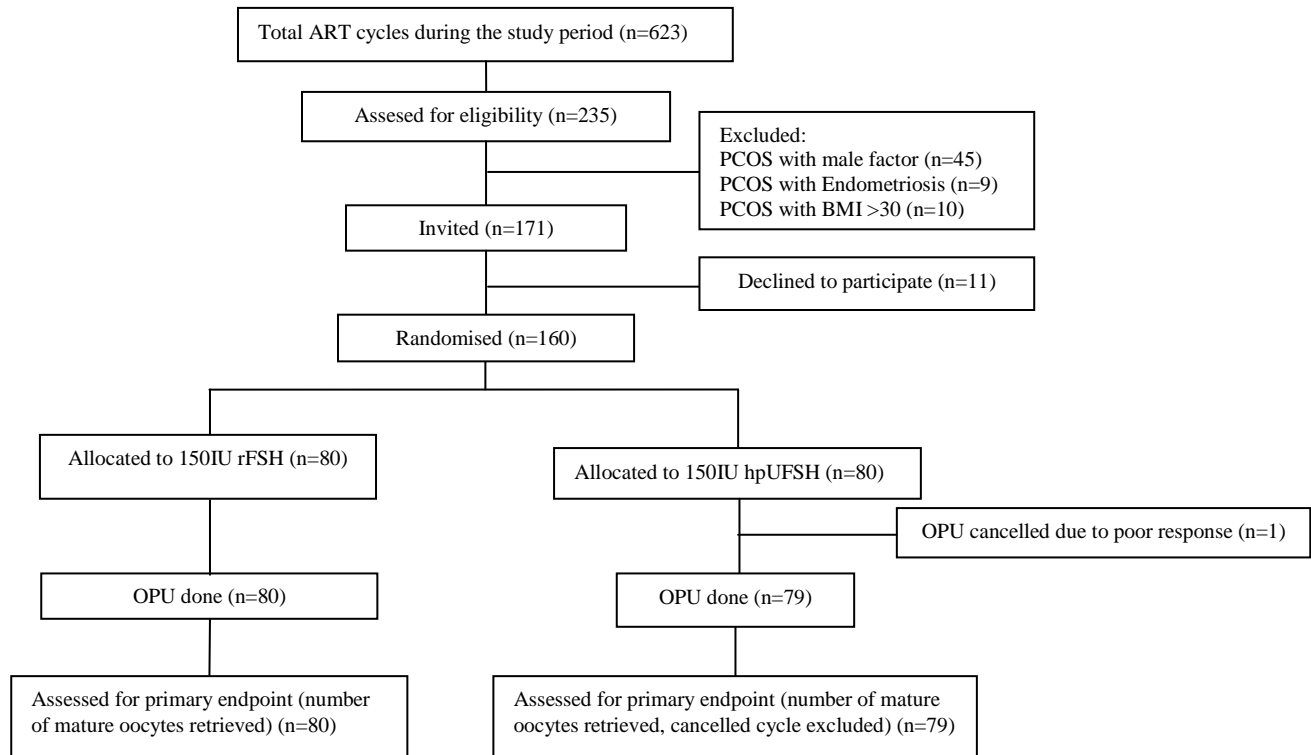 Total ART cycles during the study period (n=623)
Assesed for eligibility (n=235)
Excluded:
PCOS with male factor (n=45)
PCOS with Endometriosis (n=9)
PCOS with BMI >30 (n=10)
Invited (n=171)
Declined to participate (n=11)
Randomised (n=160)
Allocated to 150IU rFSH (n=80)
Allocated to 150IU hpUFSH (n=80)
OPU cancelled due to poor response (n=1)
OPU done (n=80)
OPU done (n=79)
Assessed for primary endpoint (number
of mature oocytes retrieved) (n=80)
Assessed for primary endpoint (number of mature
oocytes retrieved, cancelled cycle excluded) (n=79)